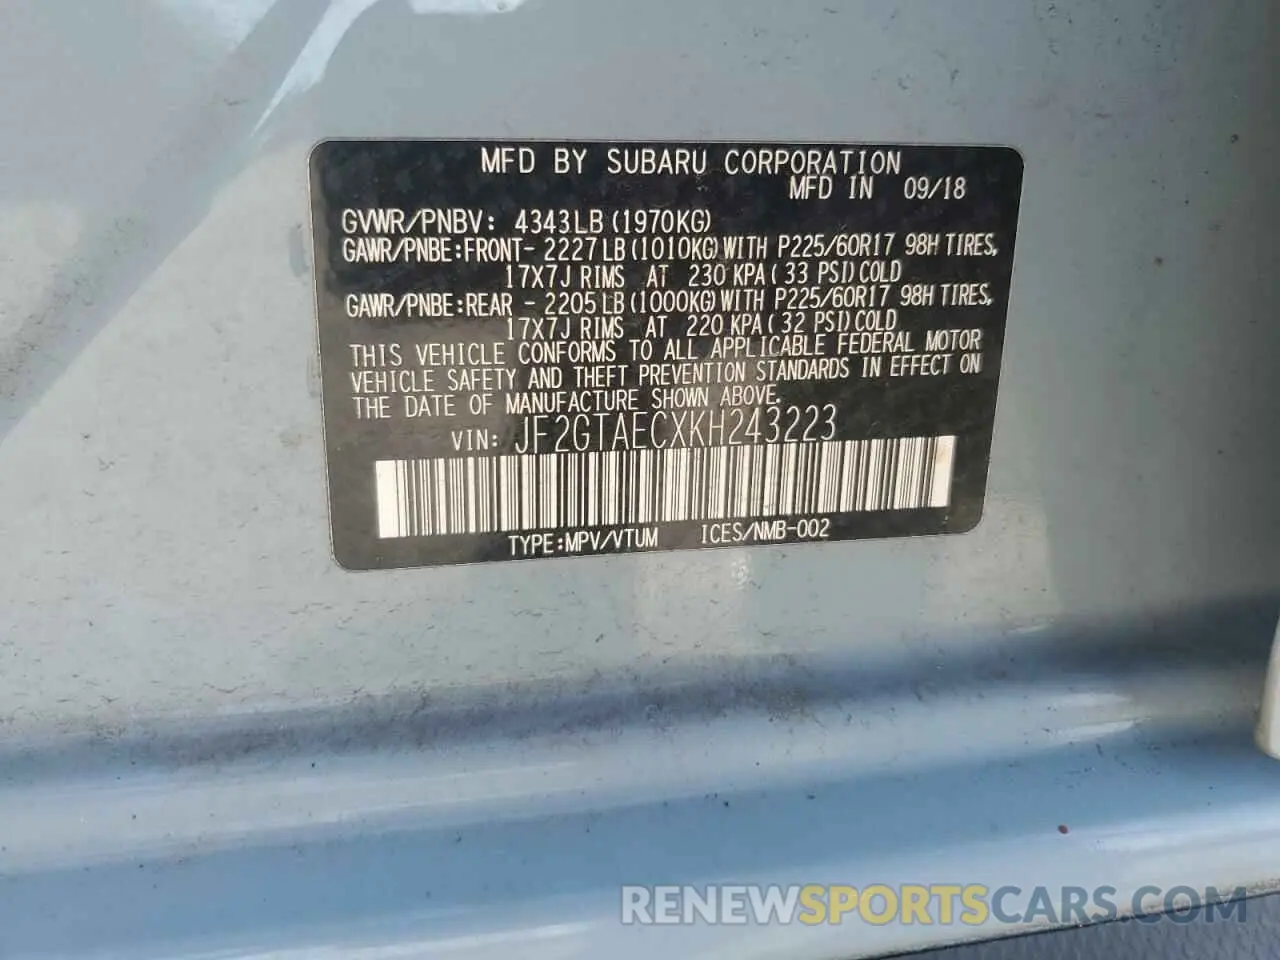 MFD BY SUBARU CORPORATION
MFD IN 09/18
GVWR/PNBV: 4343LB (1970KG)
GAWR/PNBE:FRONT- 2227LB (1010KG) WITH P225/60R17 98H TIRES,
17X7J RIMS AT 230 KPA ( 33 PSI) COLD
GAWR/PNBE:REAR - 2205LB (1000KG) WITH P225/60R17 98H TIRES,
17X7J RIMS AT 220 KPA ( 32 PSI) COLD
THIS VEHICLE CONFORMS TO ALL APPLICABLE FEDERAL MOTOR
VEHICLE SAFETY AND THEFT PREVENTION STANDARDS IN EFFECT ON
THE DATE OF MANUFACTURE SHOWN ABOVE.
VIN: JF2GTAECXKH243223
TYPE:MPV/VTUM ICES/NMB-002
RENEWSPORTSCARS.COM